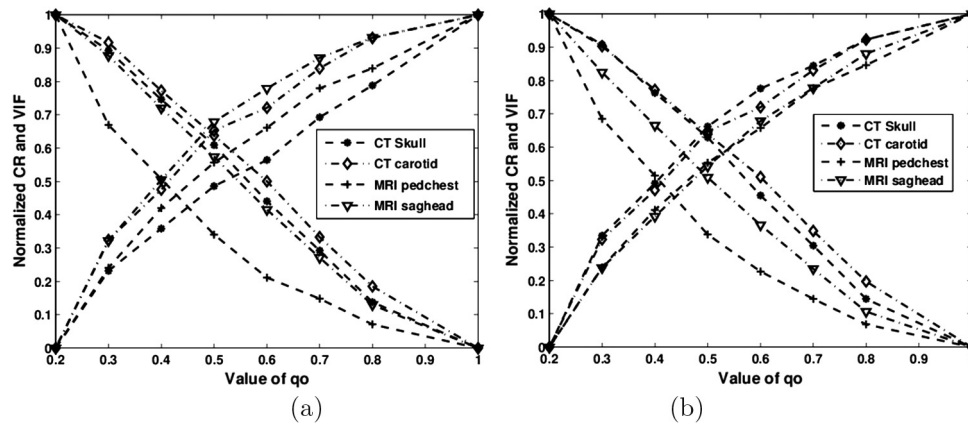 Normalized CR and VIF
1
0.9
0.8
0.7
0.6
0.5
0.4
0.3
0.2
0.1
0
0.2 0.3 0.4 0.5 0.6 0.7 0.8 0.9 1
Value of qo
CT Skull
CT carotid
MRI pedchest
MRI saghead
(a)
Normalized CR and VIF
1
0.9
0.8
0.7
0.6
0.5
0.4
0.3
0.2
0.1
0
0.2 0.3 0.4 0.5 0.6 0.7 0.8 0.9
Value of qo
CT Skull
CT carotid
MRI pedchest
MRI saghead
(b)